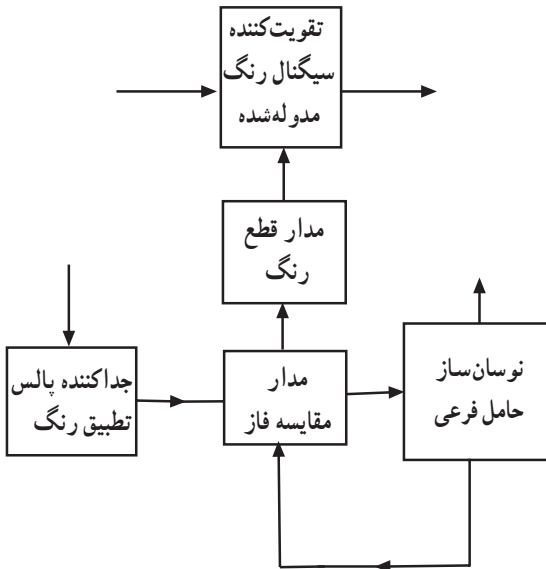 تقویت‌کننده
سیگنال رنگ
مدوله‌شده
مدار قطع
رنگ
جداکننده پالس
تطبیق رنگ
مدار
مقایسه فاز
نوسان‌ساز
حامل فرعی